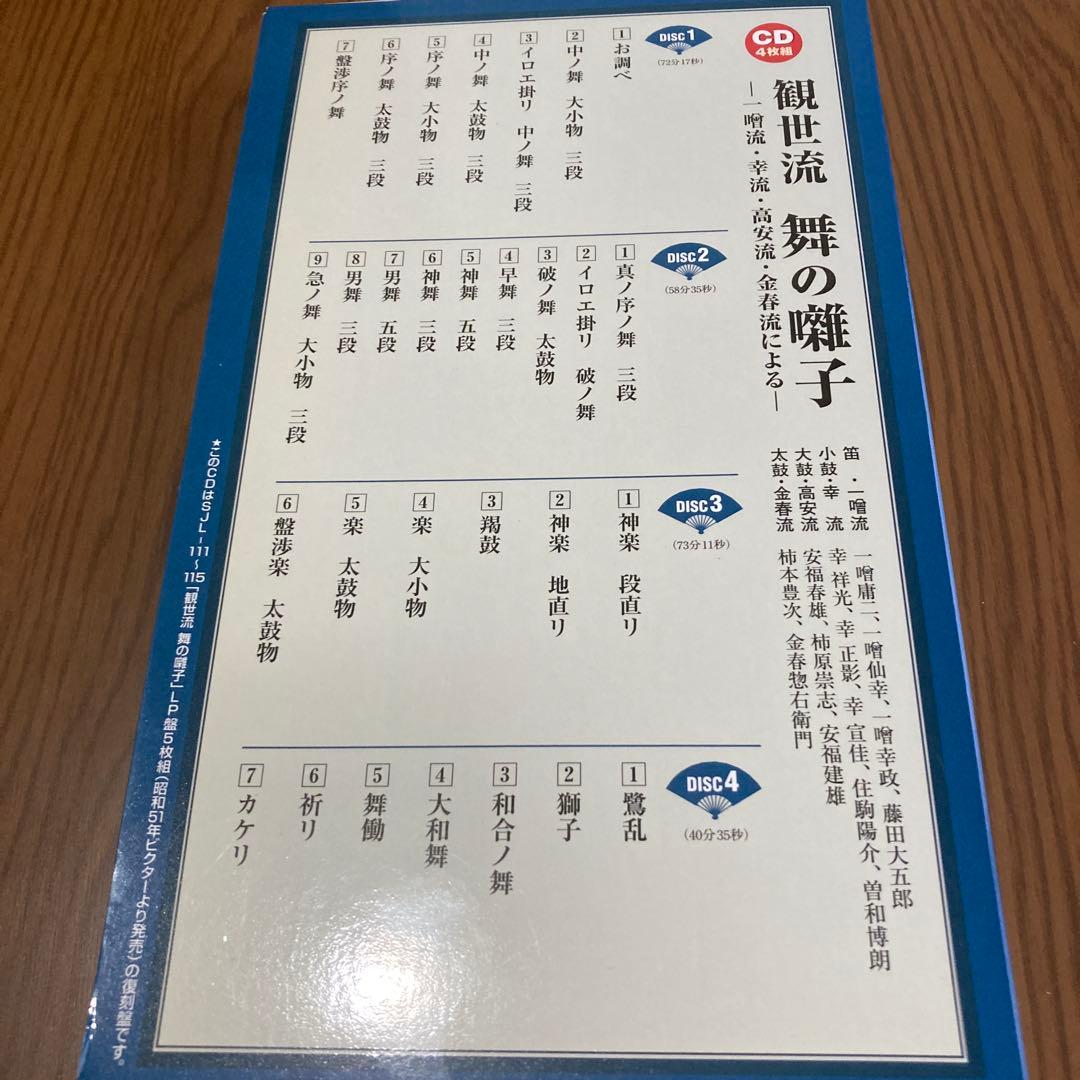 CD
4枚組
観世流 舞の囃子
―一噌流・幸流・高安流・金春流による―
笛・一噌流 一噌庸二、一噌仙幸、一噌幸政、藤田大五郎
小鼓・幸 流 幸 祥光、幸 正影、幸 宣佳、住駒陽介、曽和博朗
大鼓・高安流 安福春雄、柿原崇志、安福建雄
太鼓・金春流 柿本豊次、金春惣右衛門
DISC1
(72分17秒)
1 お調べ
2 中ノ舞 大小物 三段
3 イロエ掛リ 中ノ舞 三段
4 中ノ舞 太鼓物 三段
5 序ノ舞 大小物 三段
6 序ノ舞 太鼓物 三段
7 盤渉序ノ舞
DISC2
(58分35秒)
1 真ノ序ノ舞 三段
2 イロエ掛リ 破ノ舞
3 破ノ舞 太鼓物
4 早舞 三段
5 神舞 五段
6 神舞 三段
7 男舞 五段
8 男舞 三段
9 急ノ舞 大小物 三段
DISC3
(73分11秒)
1 神楽 段直リ
2 神楽 地直リ
3 羯鼓
4 楽 大小物
5 楽 太鼓物
6 盤渉楽 太鼓物
DISC4
(40分35秒)
1 鷺乱
2 獅子
3 和合ノ舞
4 大和舞
5 舞働
6 祈リ
7 カケリ
★このCDはSJL-111〜115「観世流 舞の囃子」LP盤5枚組(昭和51年ビクターより発売)の復刻盤です。